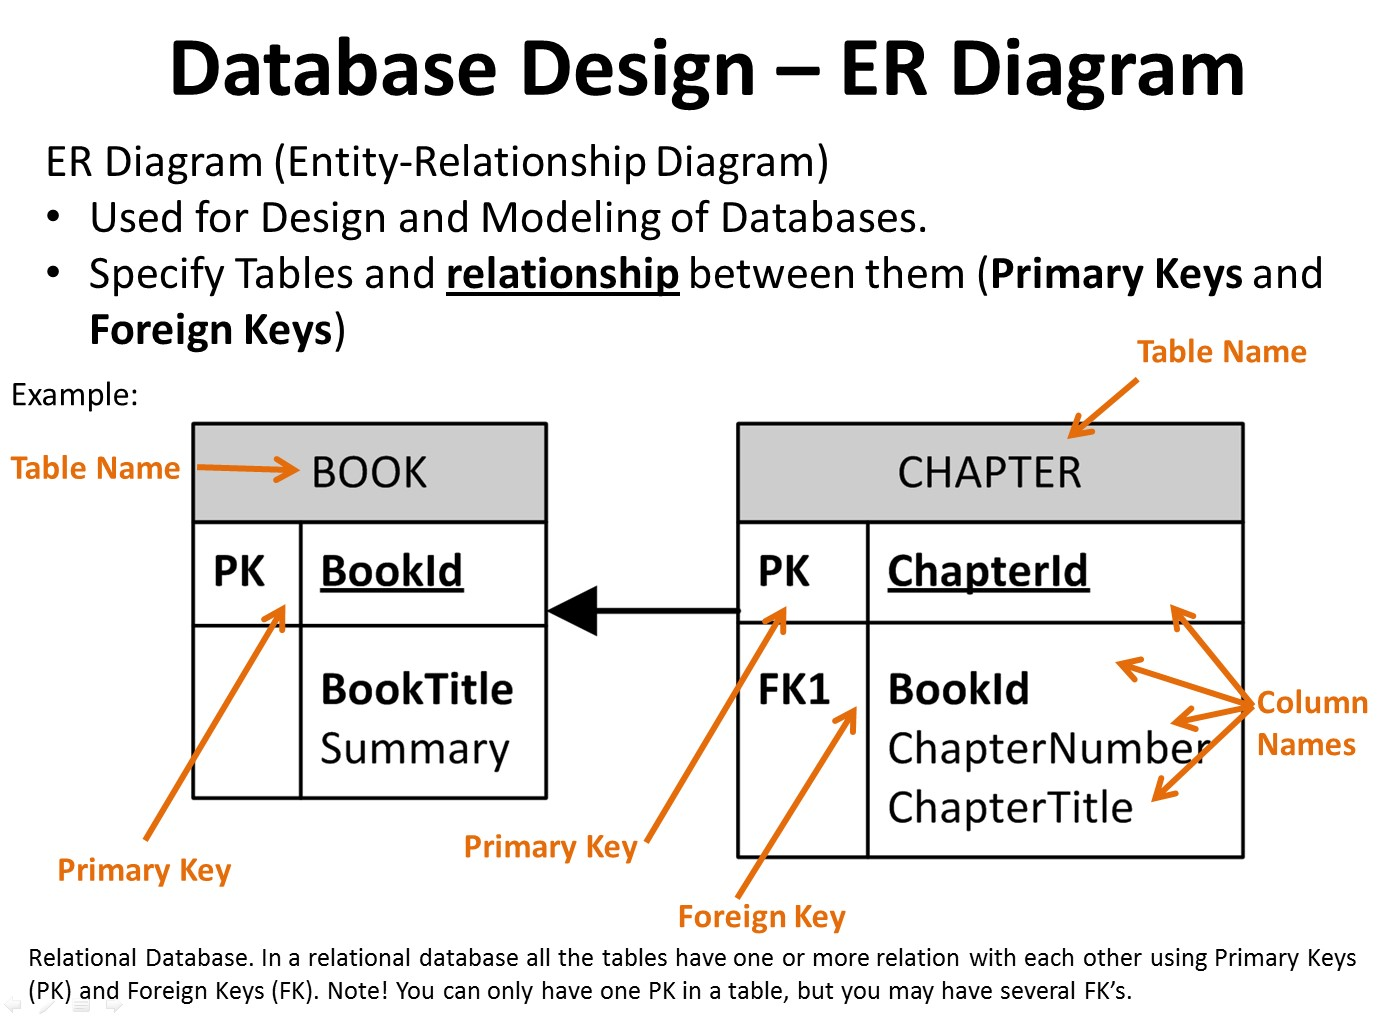 Database Design – ER Diagram
ER Diagram (Entity-Relationship Diagram)
• Used for Design and Modeling of Databases.
• Specify Tables and relationship between them (Primary Keys and
Foreign Keys)
Table Name
Example:
Table Name
BOOK
PK BookId
BookTitle
Summary
CHAPTER
PK ChapterId
FK1 BookId
ChapterNumber
ChapterTitle
Column
Names
Primary Key
Primary Key
Foreign Key
Relational Database. In a relational database all the tables have one or more relation with each other using Primary Keys
(PK) and Foreign Keys (FK). Note! You can only have one PK in a table, but you may have several FK's.